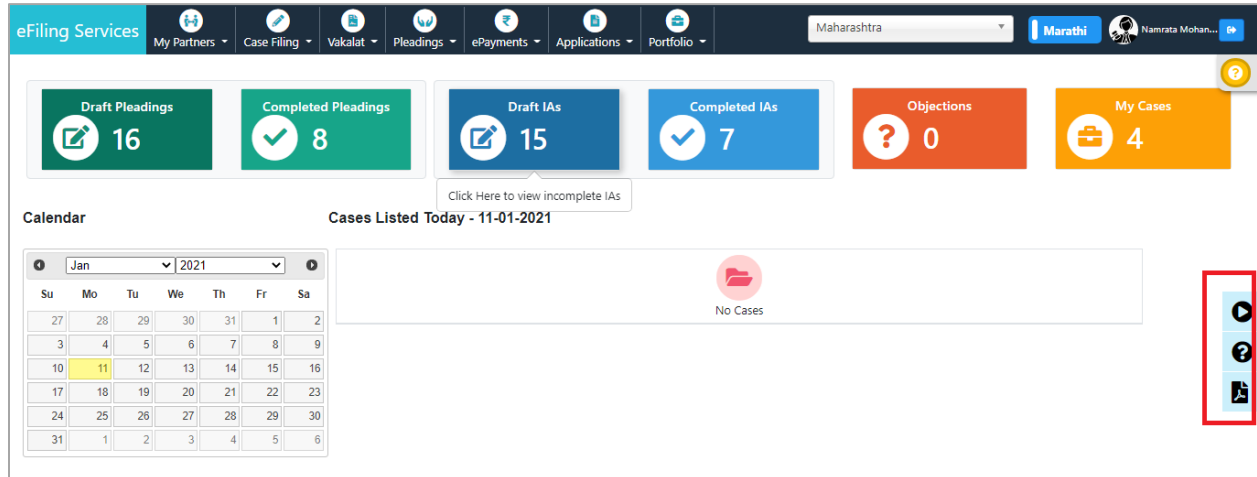 eFiling Services My Partners Case Filing Vakalat Pleadings ePayments Applications Portfolio Maharashtra Marathi Namrata Mohan...
Draft Pleadings Completed Pleadings Draft IAs Completed IAs Objections My Cases
16 8 15 7 0 4
Click Here to view incomplete IAs
Calendar Cases Listed Today - 11-01-2021
Jan 2021
Su Mo Tu We Th Fr Sa
No Cases
27 28 29 30 31 1 2
3 4 5 6 7 8 9
10 11 12 13 14 15 16
17 18 19 20 21 22 23
24 25 26 27 28 29 30
31 1 2 3 4 5 6